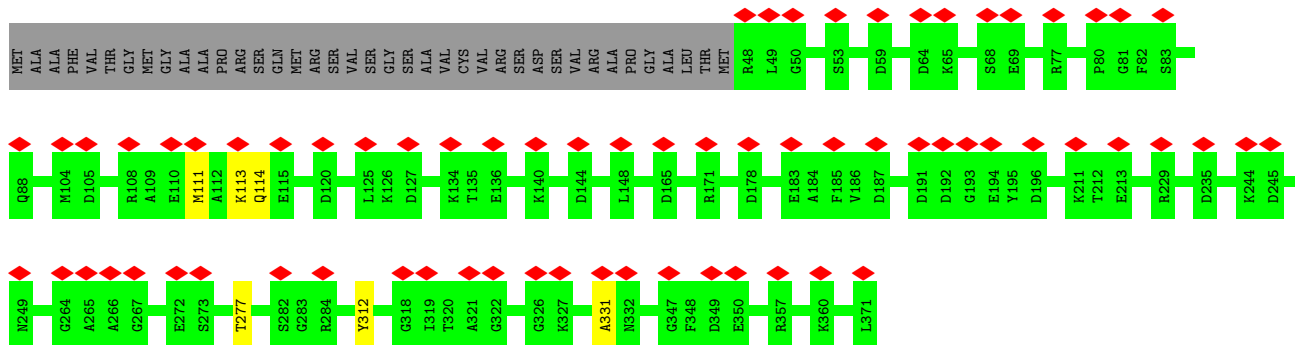 MET ALA ALA PHE VAL THR GLY MET GLY ALA ALA PRO ARG SER GLN MET ARG SER VAL SER GLY SER ALA VAL CYS VAL ARG SER ASP SER VAL ARG ALA PRO GLY ALA LEU THR MET R48 L49 G50 S53 D59 D64 K65 S68 E69 R77 P80 G81 F82 S83
Q88 M104 D105 R108 A109 E110 M111 A112 K113 Q114 E115 D120 L125 K126 D127 K134 T135 E136 K140 D144 L148 D165 R171 D178 E183 A184 F185 V186 D187 D191 D192 G193 E194 Y195 D196 K211 T212 E213 R229 D235 K244 D245
N249 G264 A265 A266 G267 E272 S273 T277 S282 G283 R284 Y312 G318 I319 T320 A321 G322 G326 K327 A331 N332 G347 F348 D349 E350 R357 K360 L371